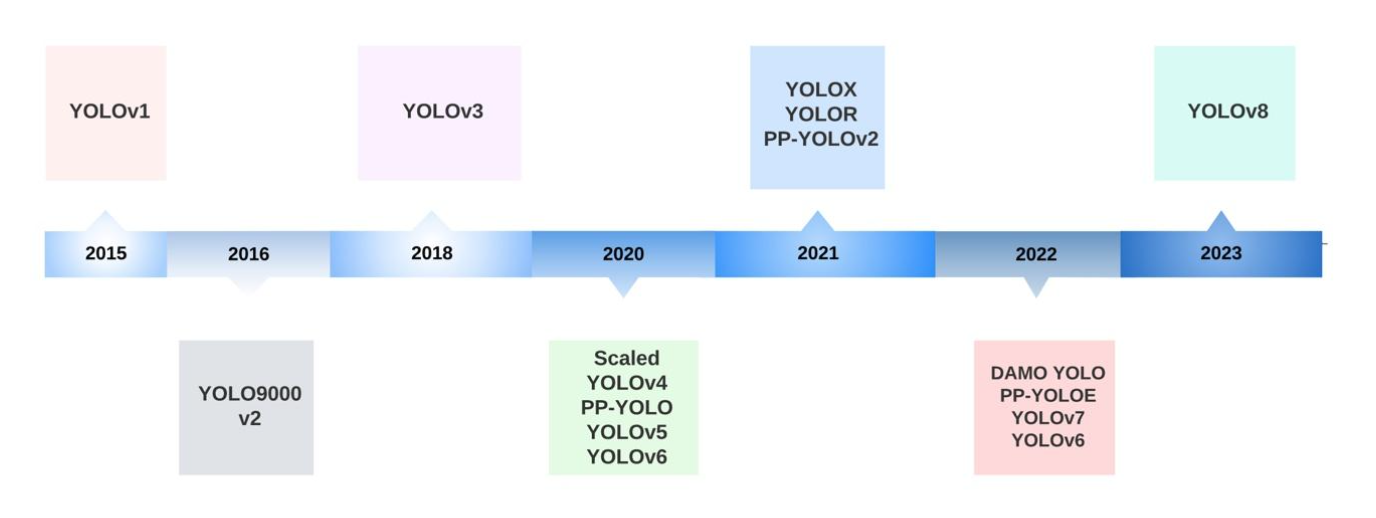 YOLOv1
YOLOv3
YOLOX
YOLOR
PP-YOLOv2
YOLOv8
2015
2016
2018
2020
2021
2022
2023
YOLO9000
v2
Scaled
YOLOv4
PP-YOLO
YOLOv5
YOLOv6
DAMO YOLO
PP-YOLOE
YOLOv7
YOLOv6